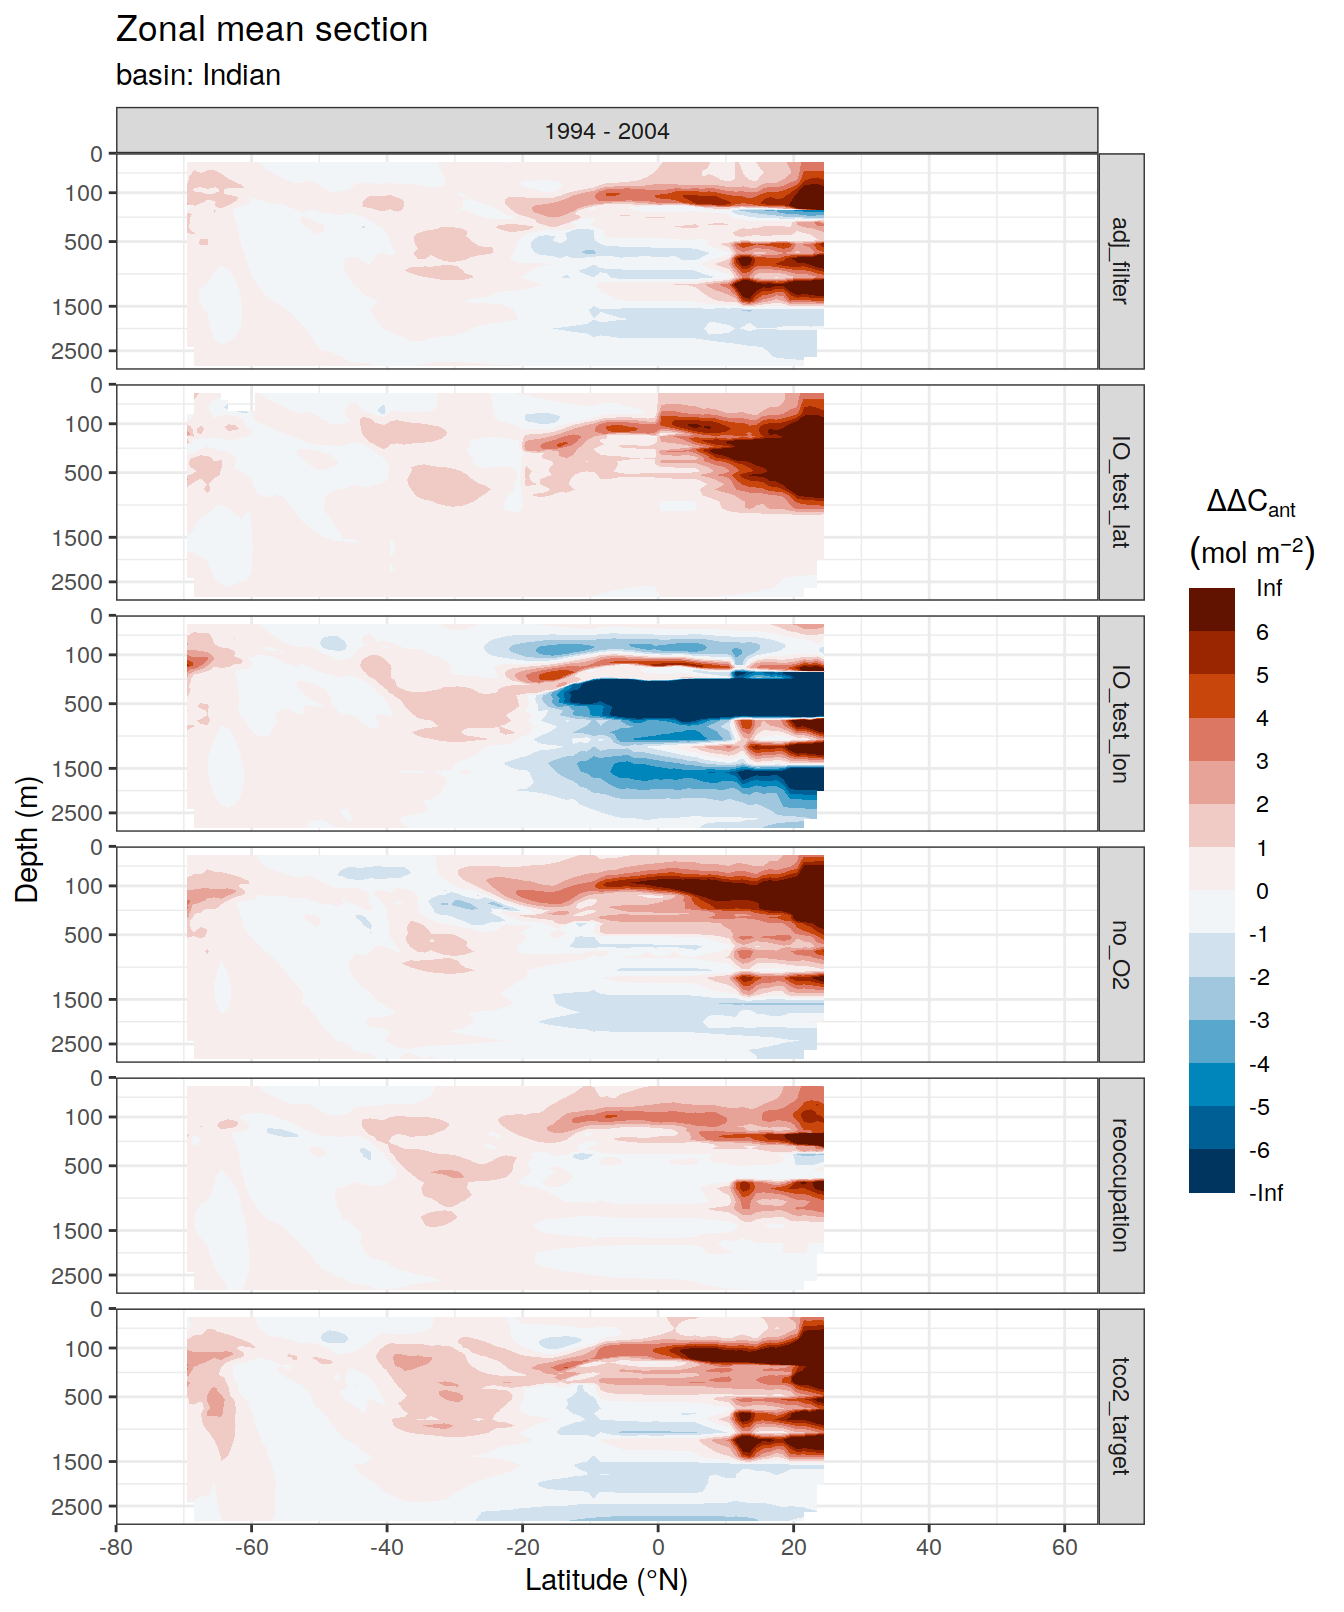 Zonal mean section
basin: Indian
1994 - 2004
0
100
500
1500
2500
adj_filter
0
100
500
1500
2500
IO_test_lat
0
100
500
1500
2500
IO_test_lon
0
100
500
1500
2500
no_O2
0
100
500
1500
2500
reoccupation
0
100
500
1500
2500
tco2_target
Depth (m)
-80 -60 -40 -20 0 20 40 60
Latitude (°N)
ΔΔCant
(mol m−2)
Inf
6
5
4
3
2
1
0
-1
-2
-3
-4
-5
-6
-Inf